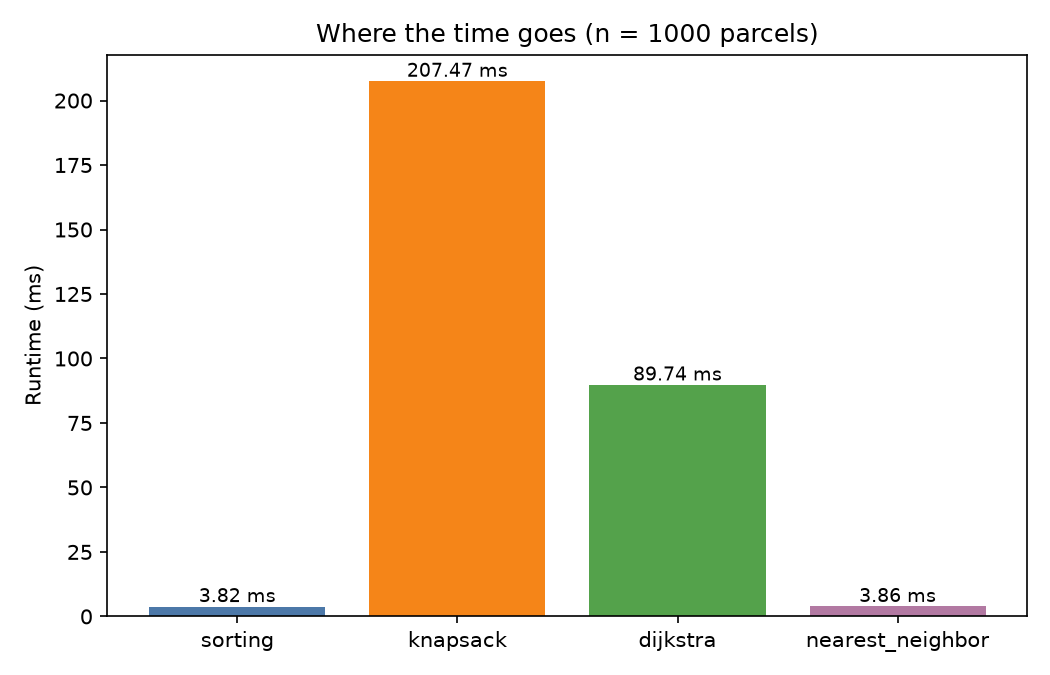 Where the time goes (n = 1000 parcels)
Runtime (ms)
200
175
150
125
100
75
50
25
0
3.82 ms
207.47 ms
89.74 ms
3.86 ms
sorting
knapsack
dijkstra
nearest_neighbor